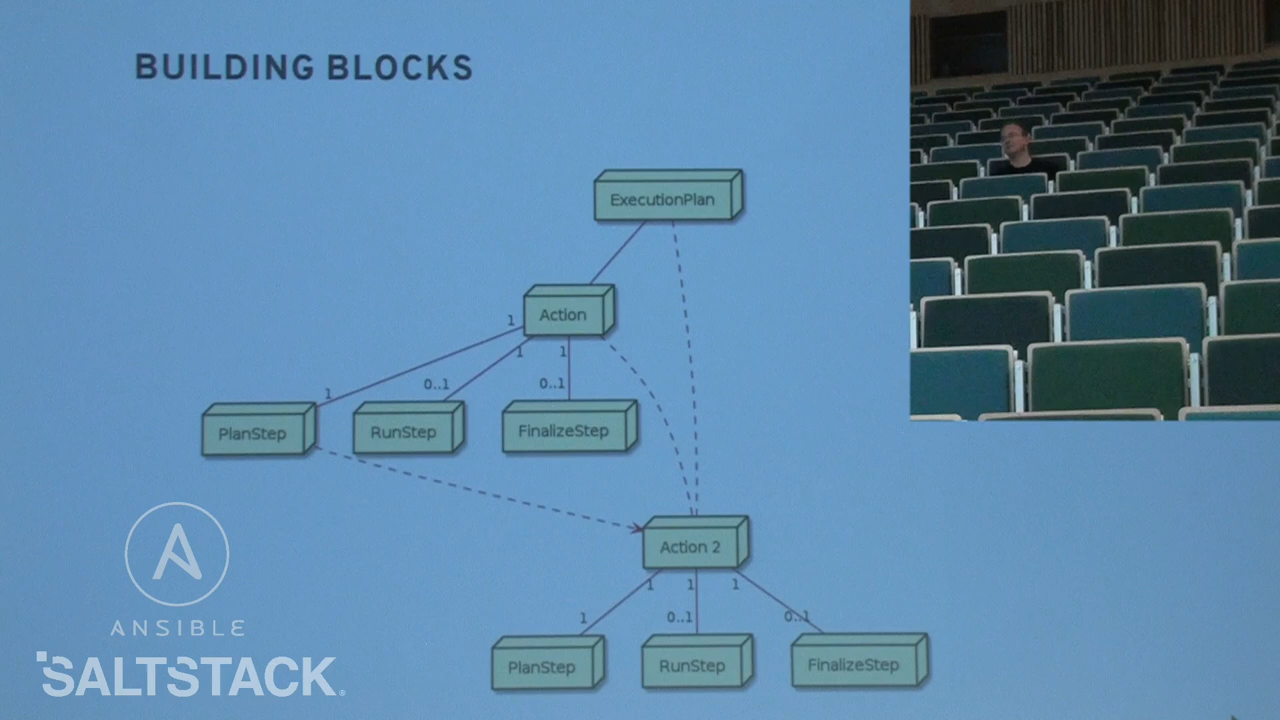 BUILDING BLOCKS
ExecutionPlan
Action
1
1
1
1
0..1
0..1
PlanStep
RunStep
FinalizeStep
Action 2
1
1
1
1
0..1
0..1
PlanStep
RunStep
FinalizeStep
ANSIBLE
SALTSTACK